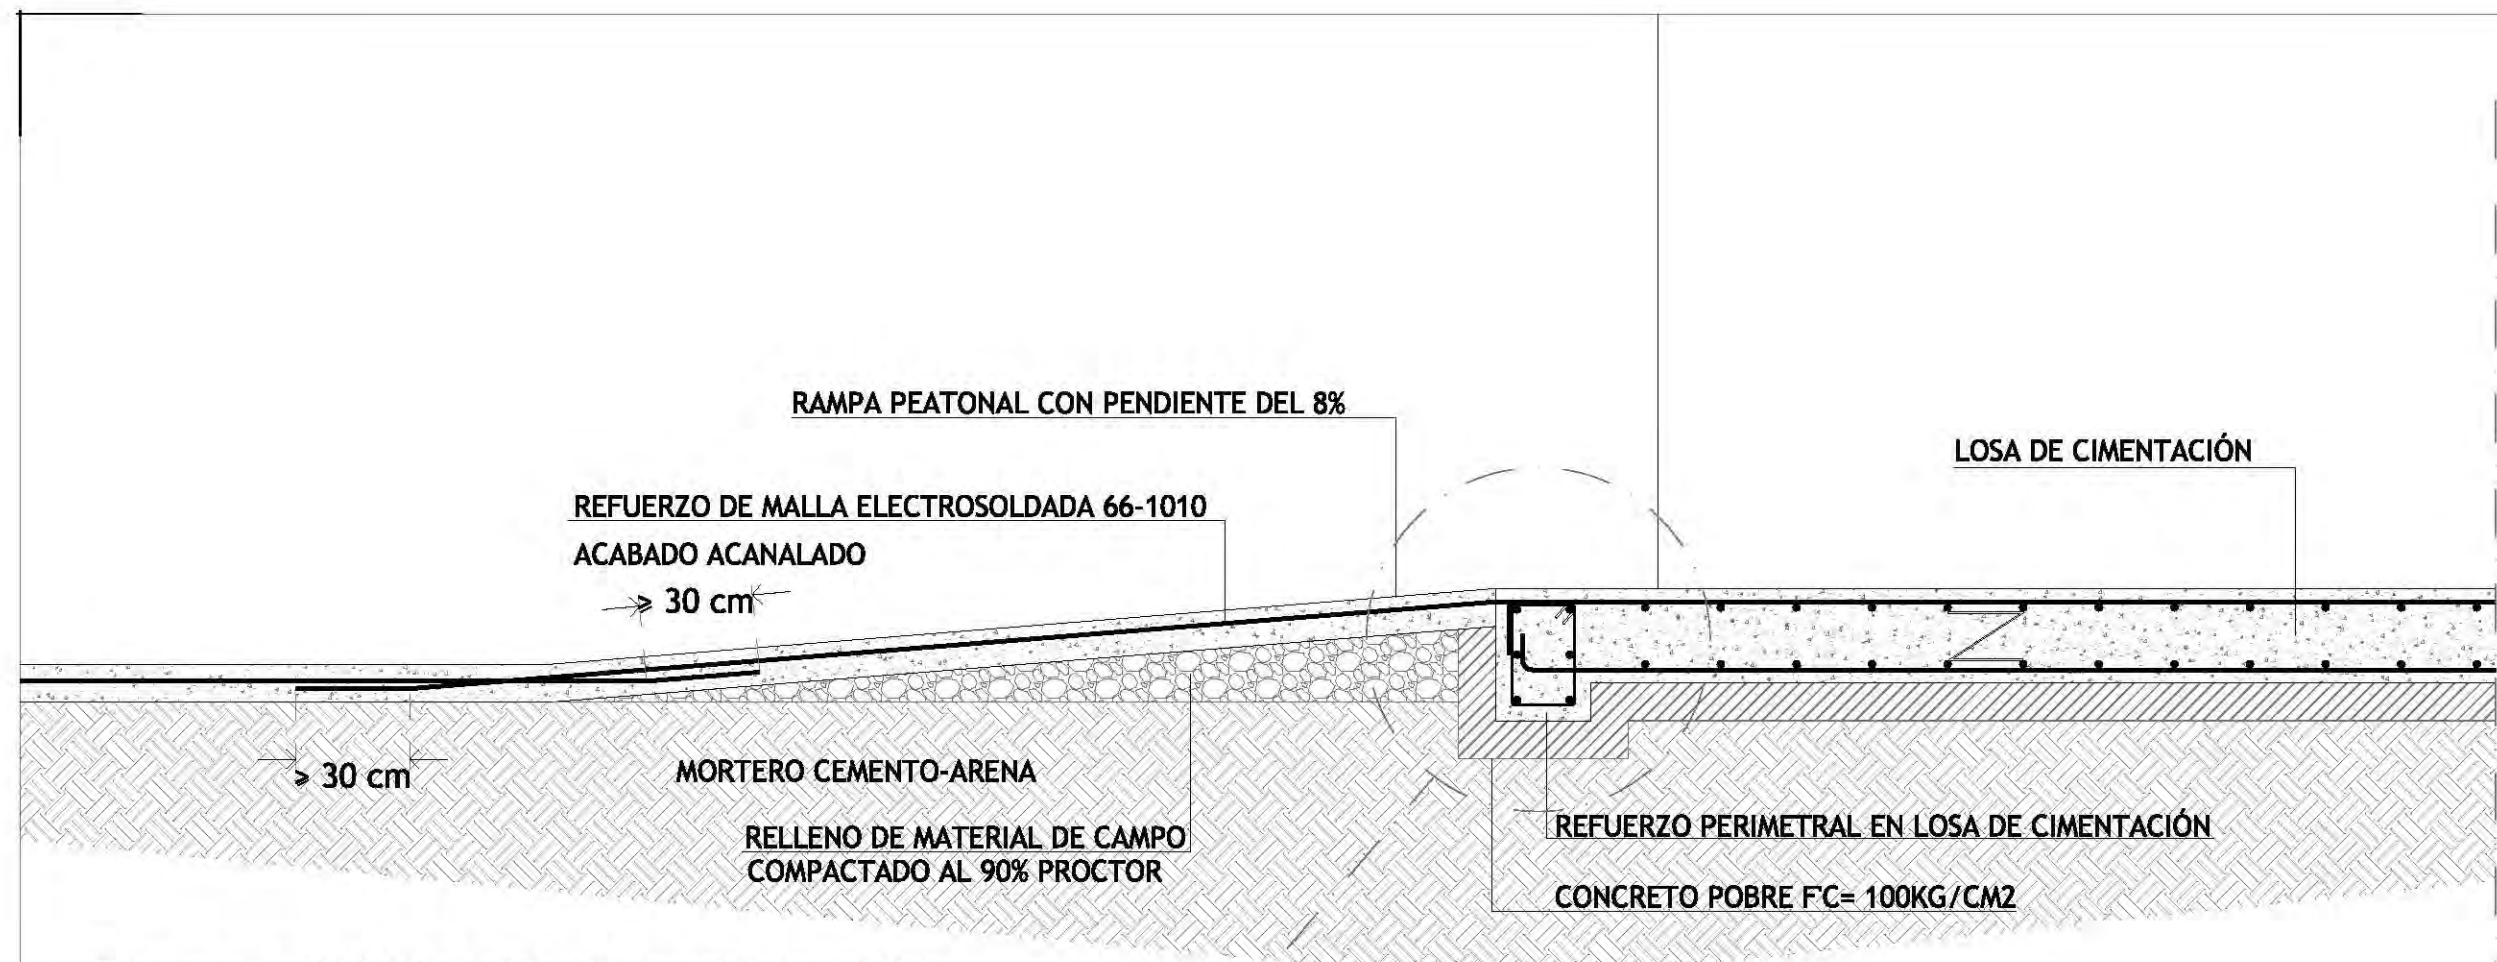 RAMPA PEATONAL CON PENDIENTE DEL 8%
LOSA DE CIMENTACIÓN
REFUERZO DE MALLA ELECTROSOLDADA 66-1010
ACABADO ACANALADO
≥ 30 cm
≥ 30 cm
MORTERO CEMENTO-ARENA
RELLENO DE MATERIAL DE CAMPO
COMPACTADO AL 90% PROCTOR
REFUERZO PERIMETRAL EN LOSA DE CIMENTACIÓN
CONCRETO POBRE F'C= 100KG/CM2